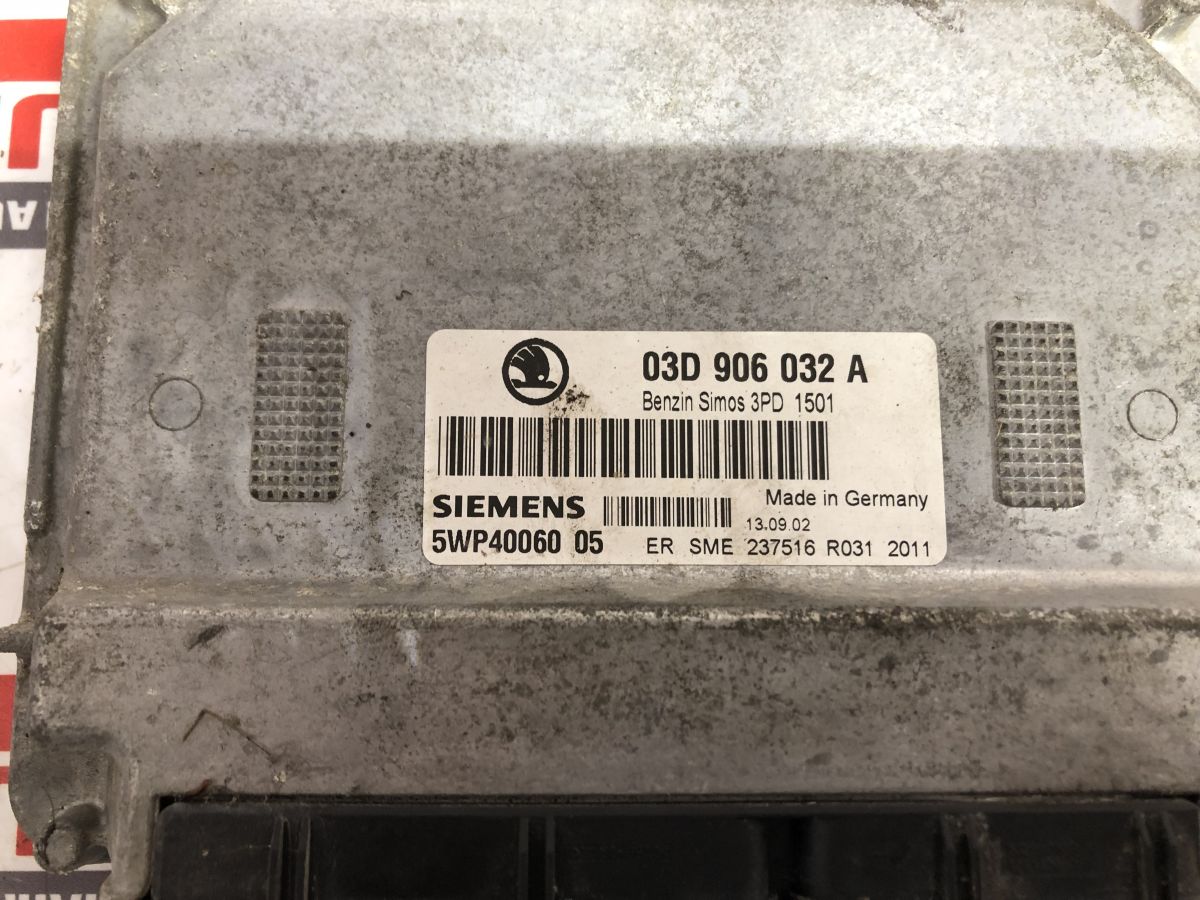 03D 906 032 A
Benzin Simos 3PD 1501
SIEMENS
Made in Germany
13.09.02
5WP40060 05
ER SME 237516 R031 2011
AU